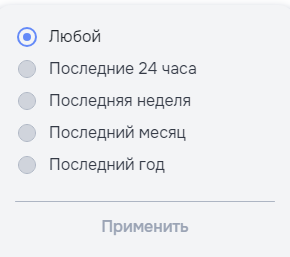 Любой
Последние 24 часа
Последняя неделя
Последний месяц
Последний год
Применить